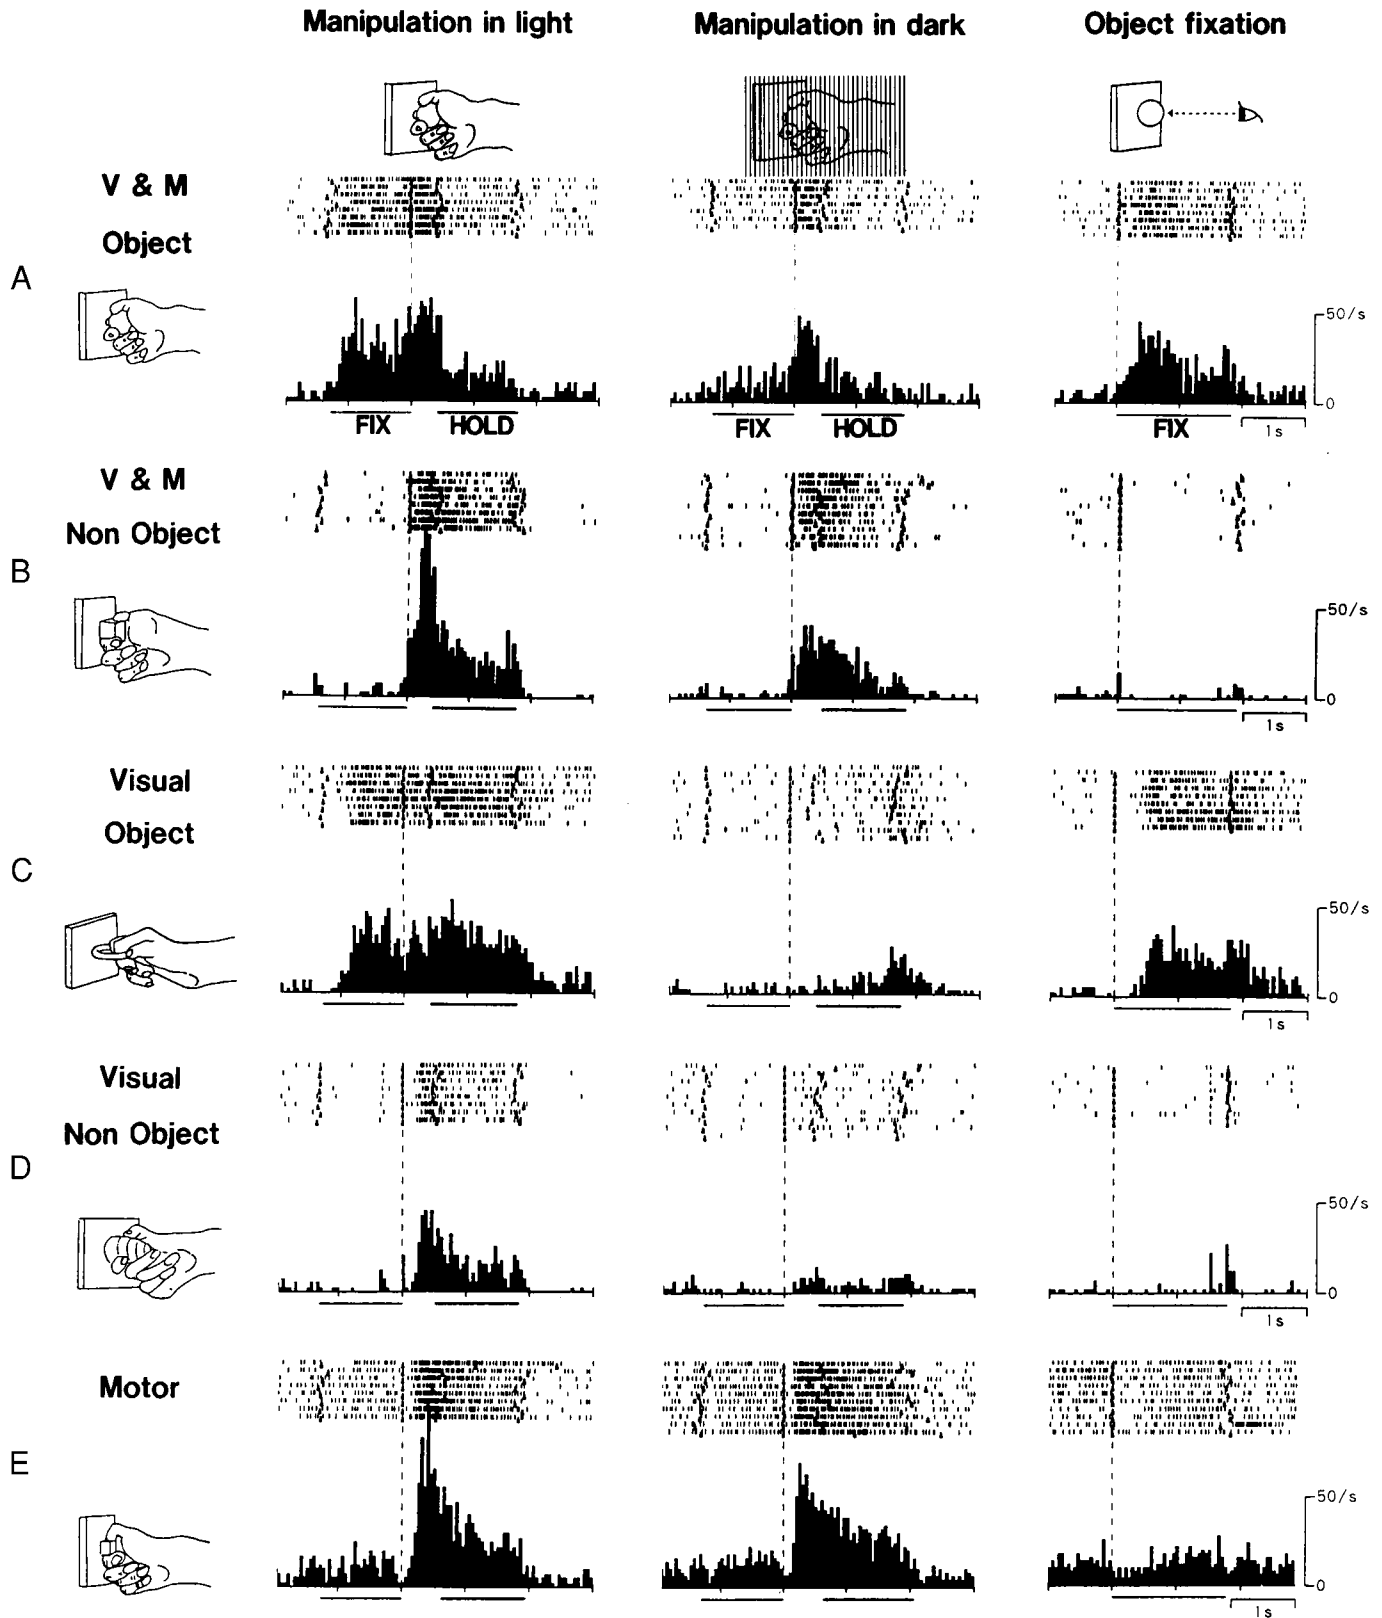 Manipulation in light Manipulation in dark Object fixation
V & M
Object
A
50/s
0
FIX HOLD FIX HOLD FIX 1s
V & M
Non Object
B
50/s
0
1s
Visual
Object
C
50/s
0
1s
Visual
Non Object
D
50/s
0
1s
Motor
E
50/s
0
1s